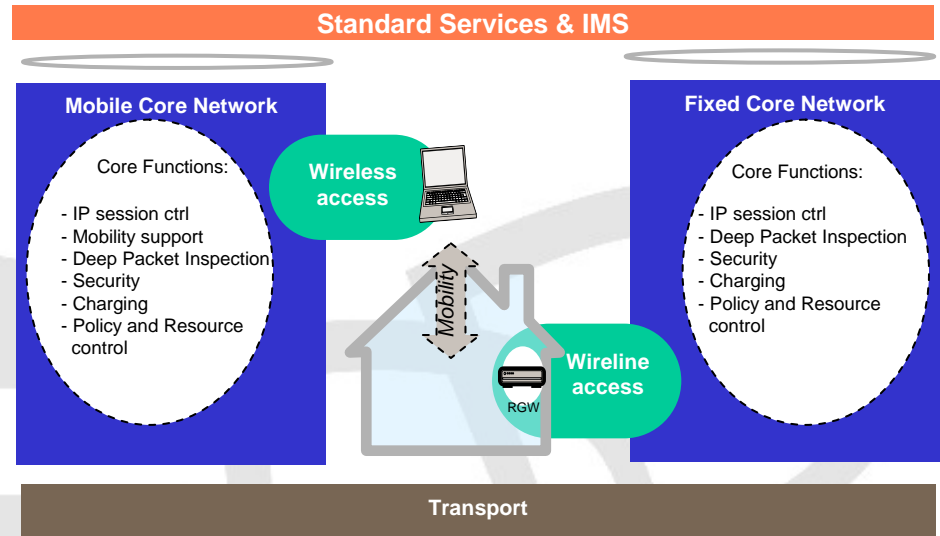 Standard Services & IMS
Mobile Core Network
Core Functions:
- IP session ctrl
- Mobility support
- Deep Packet Inspection
- Security
- Charging
- Policy and Resource
control
Wireless
access
Mobility
RGW
Wireline
access
Fixed Core Network
Core Functions:
- IP session ctrl
- Deep Packet Inspection
- Security
- Charging
- Policy and Resource
control
Transport